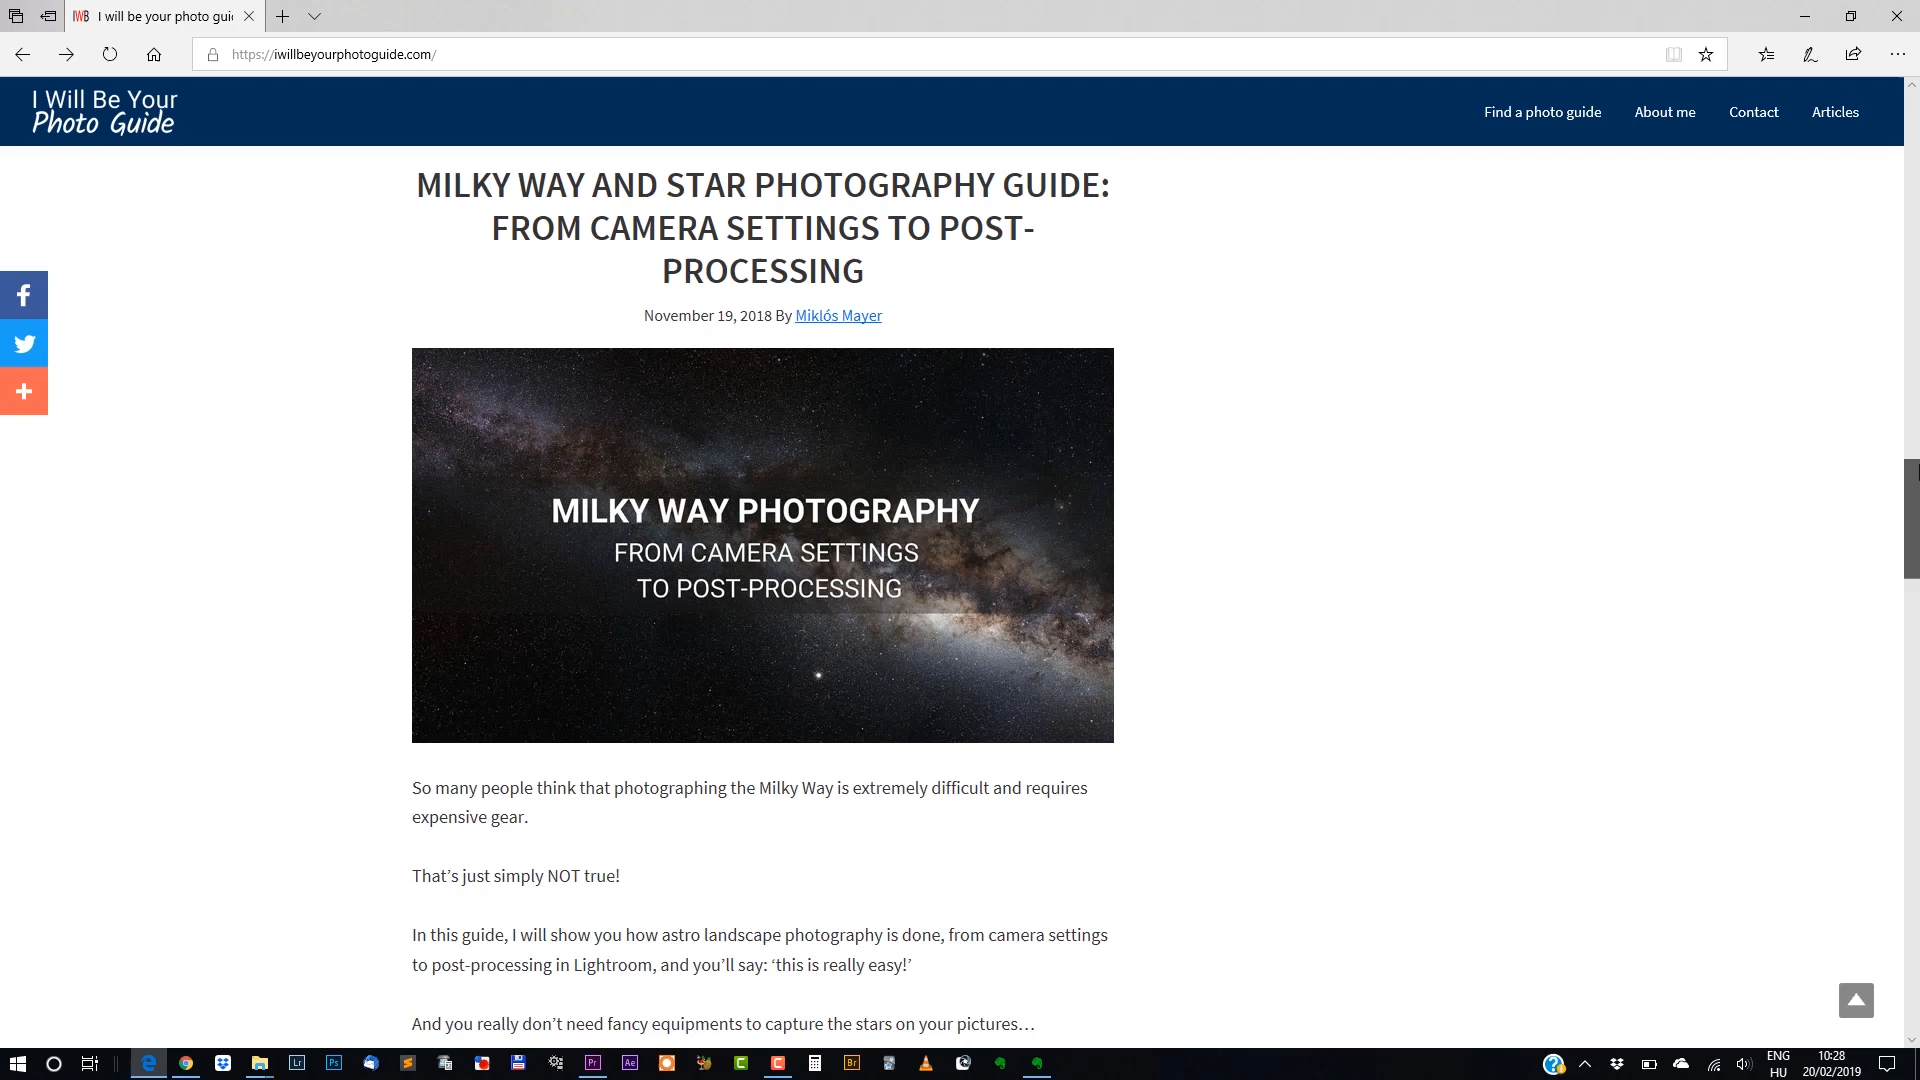 I will be your photo gui
https://iwillbeyourphotoguide.com/
I Will Be Your
Photo Guide
Find a photo guide
About me
Contact
Articles
MILKY WAY AND STAR PHOTOGRAPHY GUIDE:
FROM CAMERA SETTINGS TO POST-
PROCESSING
November 19, 2018 By Miklós Mayer
MILKY WAY PHOTOGRAPHY
FROM CAMERA SETTINGS
TO POST-PROCESSING
So many people think that photographing the Milky Way is extremely difficult and requires
expensive gear.
That’s just simply NOT true!
In this guide, I will show you how astro landscape photography is done, from camera settings
to post-processing in Lightroom, and you’ll say: ‘this is really easy!’
And you really don’t need fancy equipments to capture the stars on your pictures…
Lr
Ps
Pr
Ae
Br
ENG
HU
10:28
20/02/2019